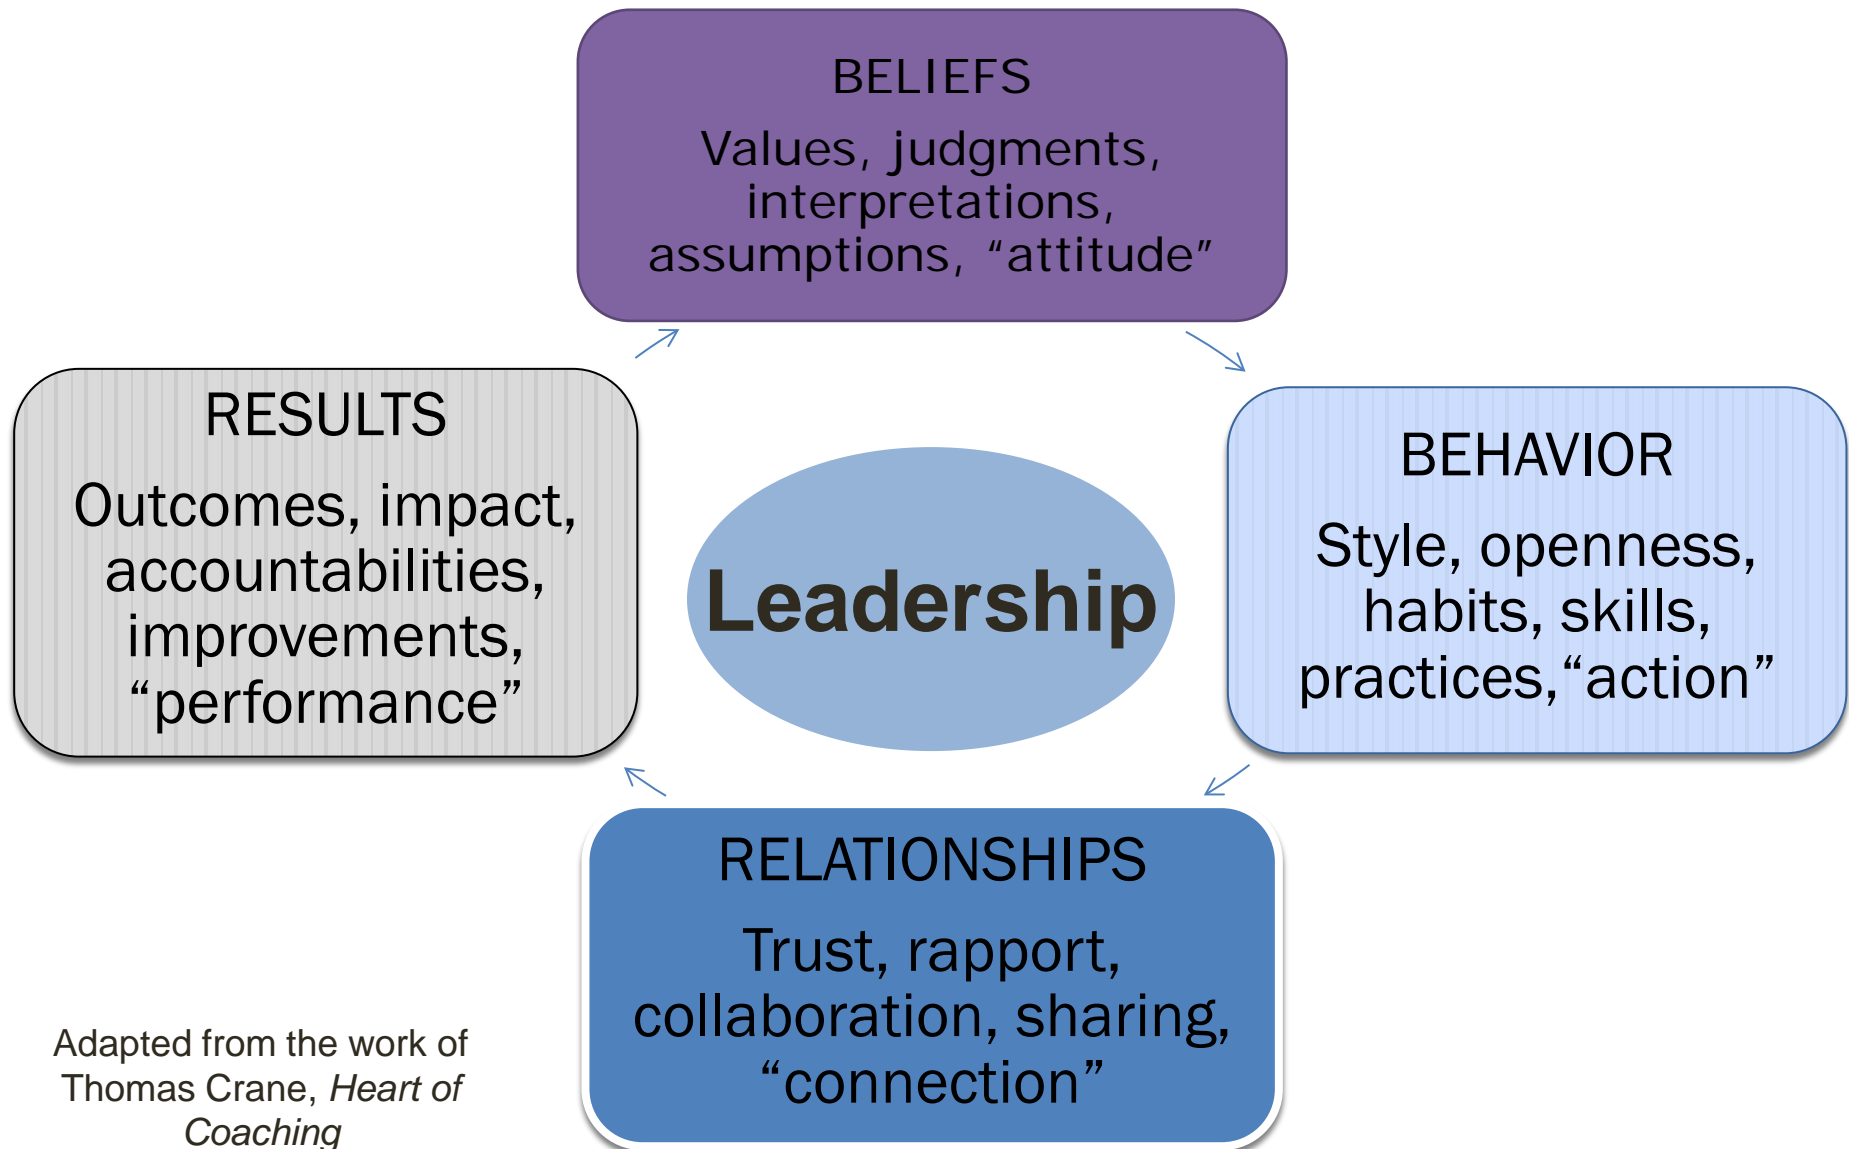 BELIEFS
Values, judgments,
interpretations,
assumptions, “attitude”
RESULTS
Outcomes, impact,
accountabilities,
improvements,
“performance”
Leadership
BEHAVIOR
Style, openness,
habits, skills,
practices,“action”
RELATIONSHIPS
Trust, rapport,
collaboration, sharing,
“connection”
Adapted from the work of
Thomas Crane, Heart of
Coaching